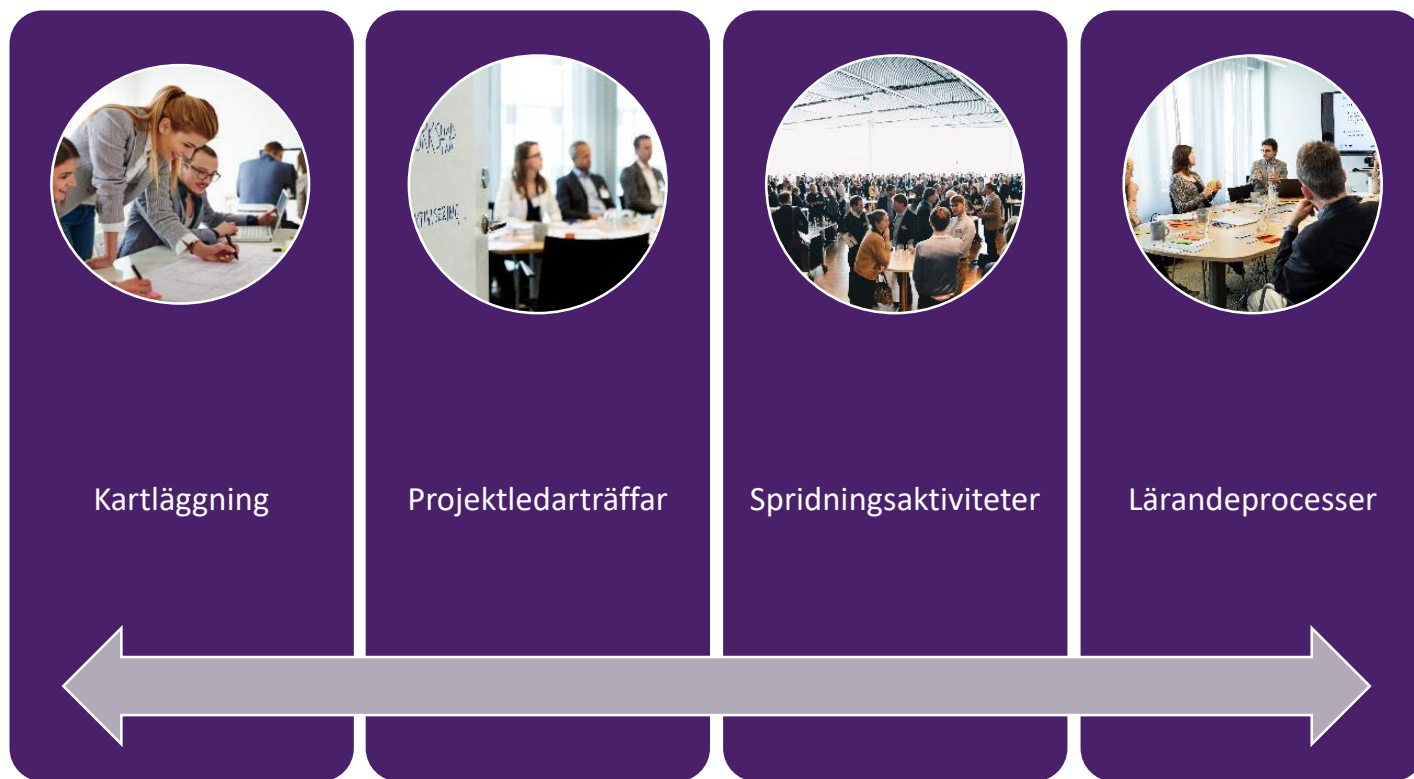 Kartläggning
Projektledarträffar
Spridningsaktiviteter
Lärandeprocesser